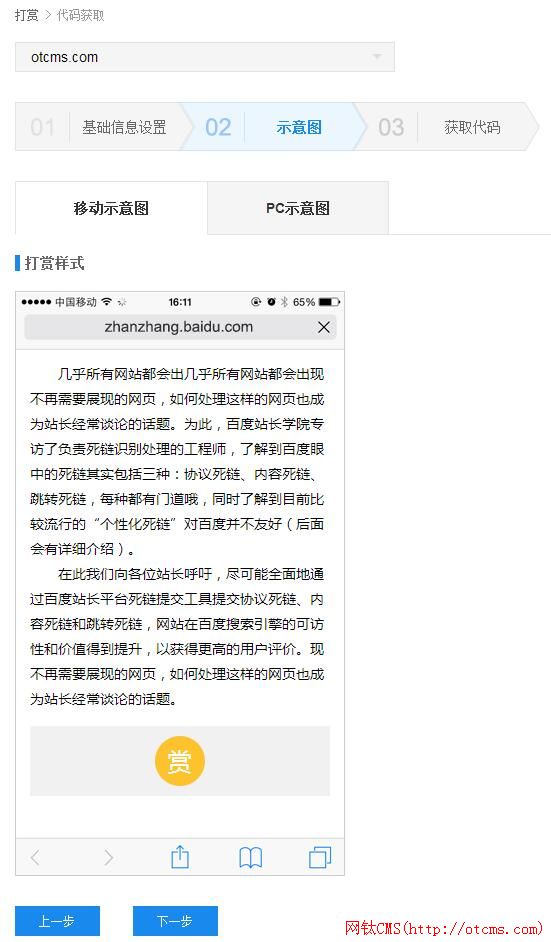 打赏 > 代码获取
otcms.com
01 基础信息设置 02 示意图 03 获取代码
移动示意图 PC示意图
打赏样式
中国移动 16:11 65%
zhanzhang.baidu.com
几乎所有网站都会出几乎所有网站都会出现
不再需要展现的网页，如何处理这样的网页也成
为站长经常谈论的话题。为此，百度站长学院专
访了负责死链识别处理的工程师，了解到百度眼
中的死链其实包括三种：协议死链、内容死链、
跳转死链，每种都有门道哦，同时了解到目前比
较流行的“个性化死链”对百度并不友好（后面
会有详细介绍）。
在此我们向各位站长呼吁，尽可能全面地通
过百度站长平台死链提交工具提交协议死链、内
容死链和跳转死链，网站在百度搜索引擎的可访
性和价值得到提升，以获得更高的用户评价。现
不再需要展现的网页，如何处理这样的网页也成
为站长经常谈论的话题。
赏
上一步 下一步
网钛CMS(http://otcms.com)